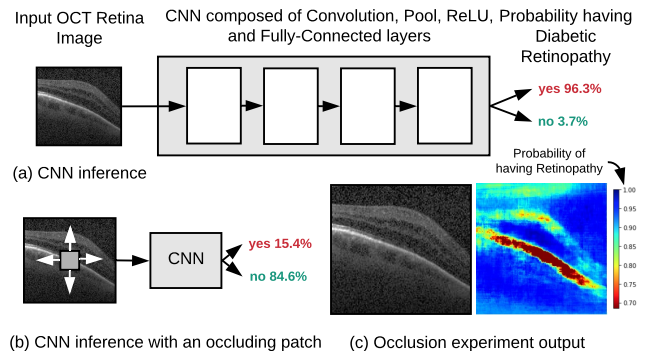 Input OCT Retina
Image
CNN composed of Convolution, Pool, ReLU,
and Fully-Connected layers
Probability having
Diabetic
Retinopathy
yes 96.3%
no 3.7%
(a) CNN inference
Probability of
having Retinopathy
CNN
yes 15.4%
no 84.6%
1.00
0.95
0.90
0.85
0.80
0.75
0.70
(b) CNN inference with an occluding patch
(c) Occlusion experiment output